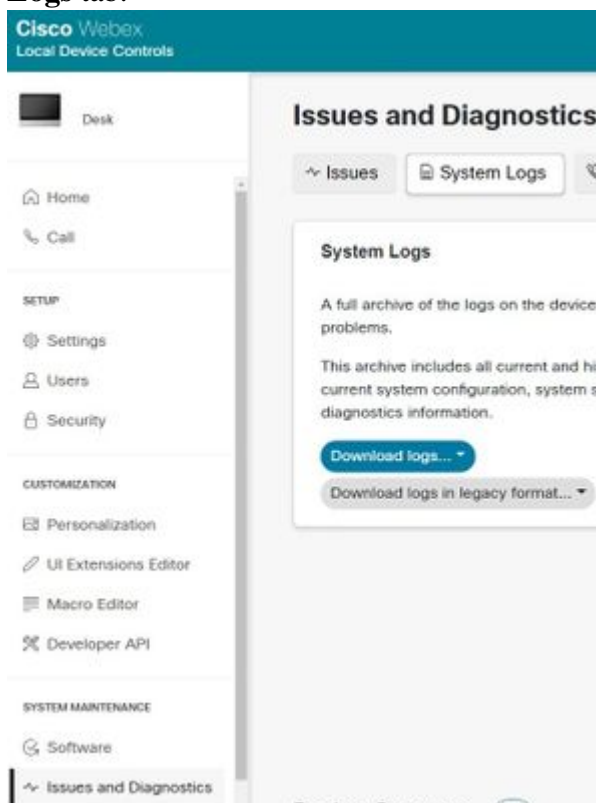 Logs tab.
Cisco Webex
Local Device Controls
Desk
Home
Call
SETUP
Settings
Users
Security
CUSTOMIZATION
Personalization
UI Extensions Editor
Macro Editor
Developer API
SYSTEM MAINTENANCE
Software
Issues and Diagnostics
Issues and Diagnostics
Issues
System Logs
System Logs
A full archive of the logs on the device
problems.
This archive includes all current and hi
current system configuration, system s
diagnostics information.
Download logs...
Download logs in legacy format...